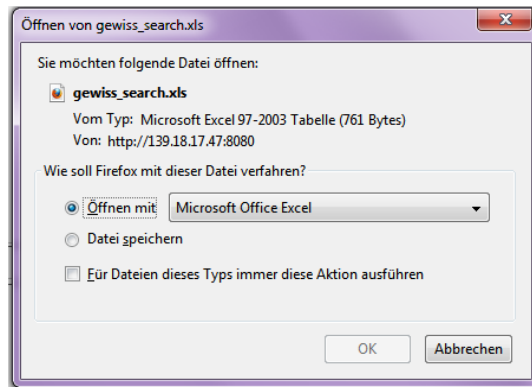 Öffnen von gewiss_search.xls
Sie möchten folgende Datei öffnen:
gewiss_search.xls
Vom Typ: Microsoft Excel 97-2003 Tabelle (761 Bytes)
Von: http://139.18.17.47:8080
Wie soll Firefox mit dieser Datei verfahren?
Öffnen mit Microsoft Office Excel
Datei speichern
Für Dateien dieses Typs immer diese Aktion ausführen
OK Abbrechen